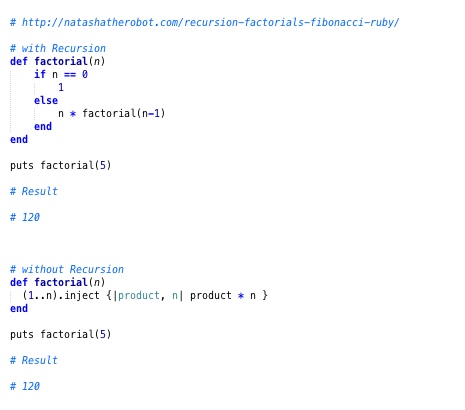 # http://natashatherobot.com/recursion-factorials-fibonacci-ruby/
# with Recursion
def factorial(n)
if n == 0
1
else
n * factorial(n-1)
end
end
puts factorial(5)
# Result
# 120
# without Recursion
def factorial(n)
(1..n).inject {|product, n| product * n }
end
puts factorial(5)
# Result
# 120